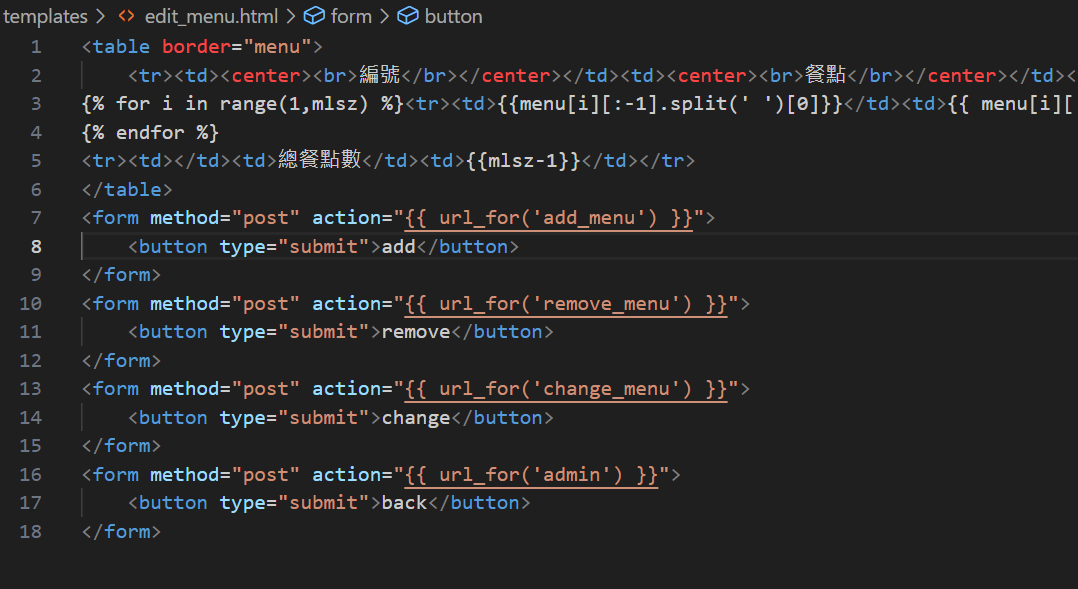 templates > <> edit_menu.html > form > button
1 <table border="menu">
2 <tr><td><center><br>編號</br></center></td><td><center><br>餐點</br></center></td><
3 {% for i in range(1,mlsz) %}<tr><td>{{menu[i][:-1].split(' ')[0]}}</td><td>{{ menu[i][
4 {% endfor %}
5 <tr><td></td><td>總餐點數</td><td>{{mlsz-1}}</td></tr>
6 </table>
7 <form method="post" action="{{ url_for('add_menu') }}">
8 <button type="submit">add</button>
9 </form>
10 <form method="post" action="{{ url_for('remove_menu') }}">
11 <button type="submit">remove</button>
12 </form>
13 <form method="post" action="{{ url_for('change_menu') }}">
14 <button type="submit">change</button>
15 </form>
16 <form method="post" action="{{ url_for('admin') }}">
17 <button type="submit">back</button>
18 </form>